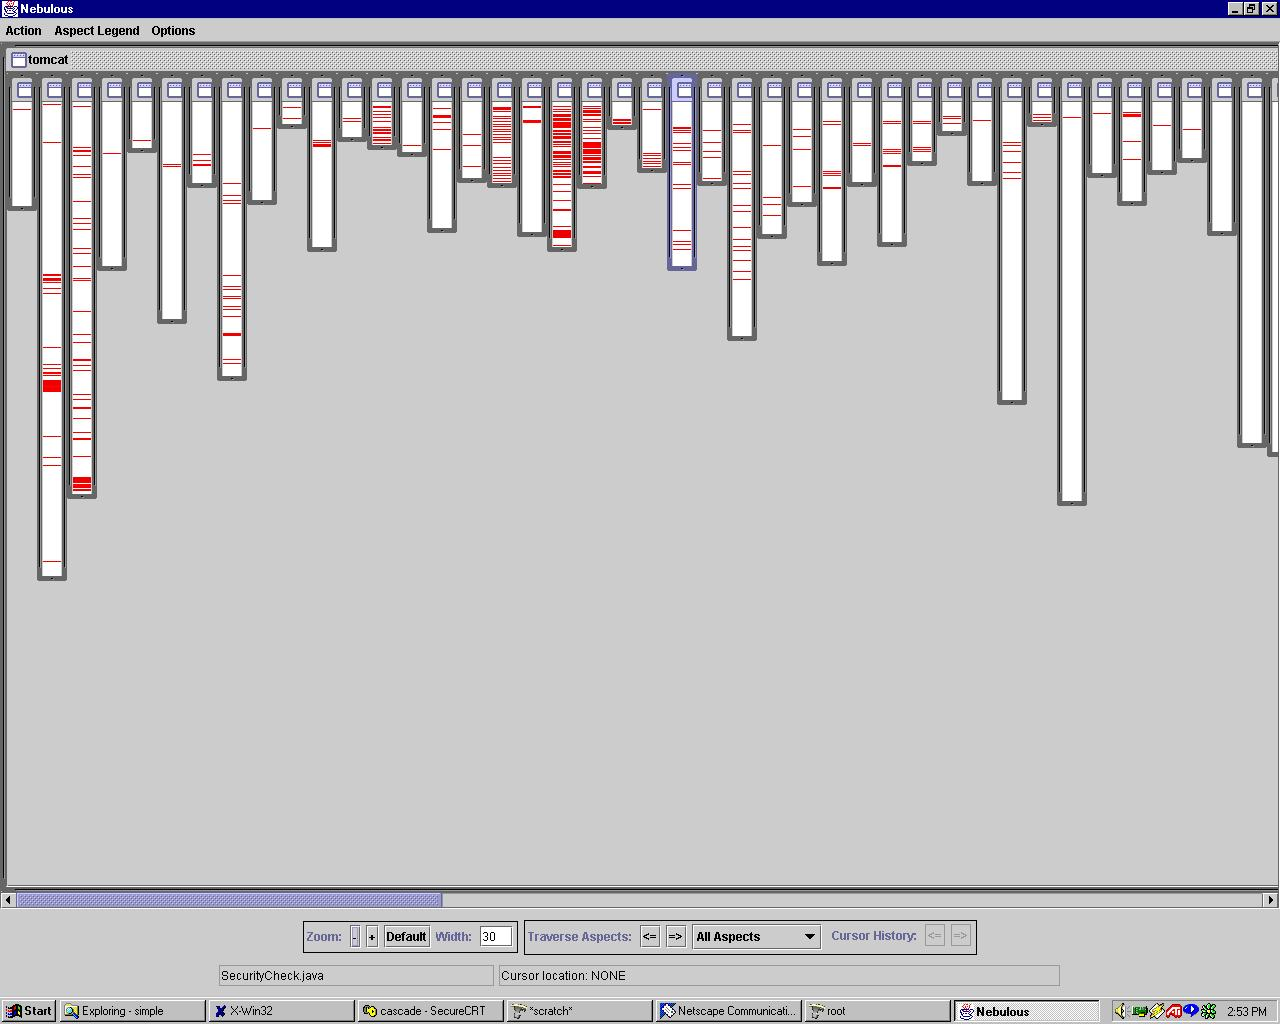 Nebulous
Action Aspect Legend Options
tomcat
Zoom: - + Default Width: 30 Traverse Aspects: <= => All Aspects Cursor History: <= =>
SecurityCheck.java Cursor location: NONE
Start Exploring - simple X-Win32 cascade - SecureCRT *scratch* Netscape Communicati... root Nebulous 2:53 PM